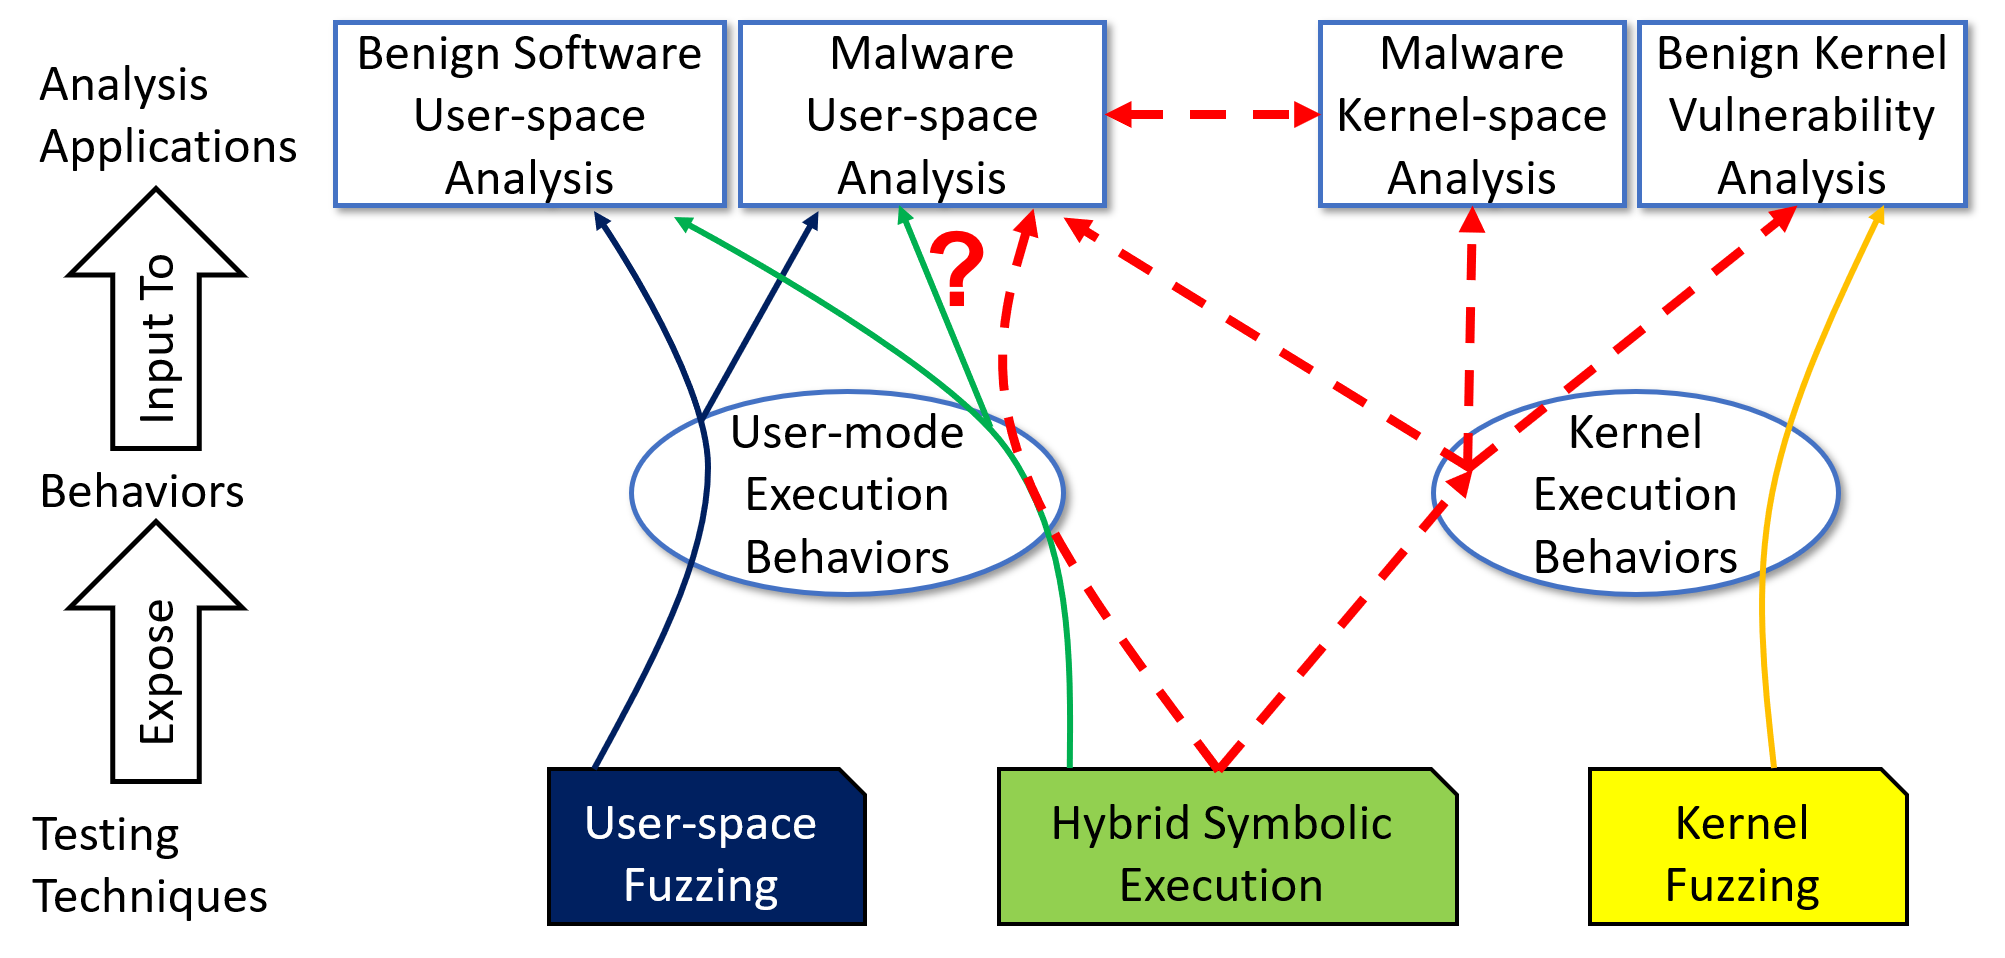 Analysis
Applications
Input To
Behaviors
Expose
Testing
Techniques
Benign Software
User-space
Analysis
Malware
User-space
Analysis
Malware
Kernel-space
Analysis
Benign Kernel
Vulnerability
Analysis
?
User-mode
Execution
Behaviors
Kernel
Execution
Behaviors
User-space
Fuzzing
Hybrid Symbolic
Execution
Kernel
Fuzzing